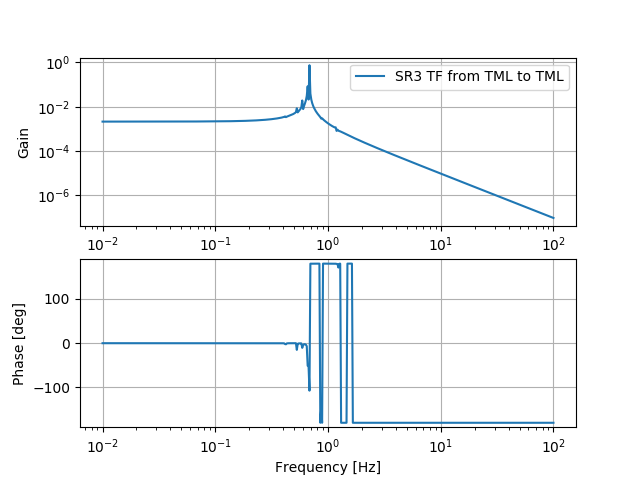 10⁰
10⁻²
10⁻⁴
10⁻⁶
Gain
SR3 TF from TML to TML
10⁻² 10⁻¹ 10⁰ 10¹ 10²
100
0
−100
Phase [deg]
10⁻² 10⁻¹ 10⁰ 10¹ 10²
Frequency [Hz]